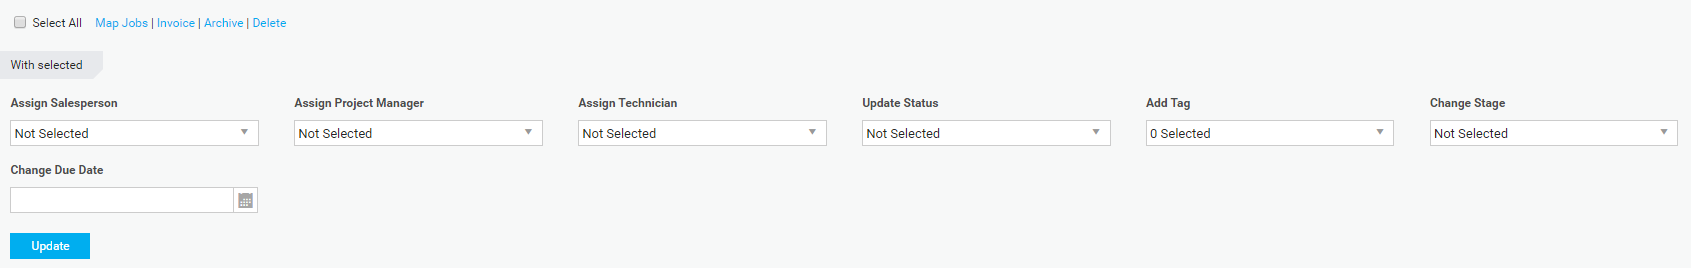 Select All Map Jobs | Invoice | Archive | Delete
With selected
Assign Salesperson Assign Project Manager Assign Technician Update Status Add Tag Change Stage
Not Selected Not Selected Not Selected Not Selected 0 Selected Not Selected
Change Due Date
Update